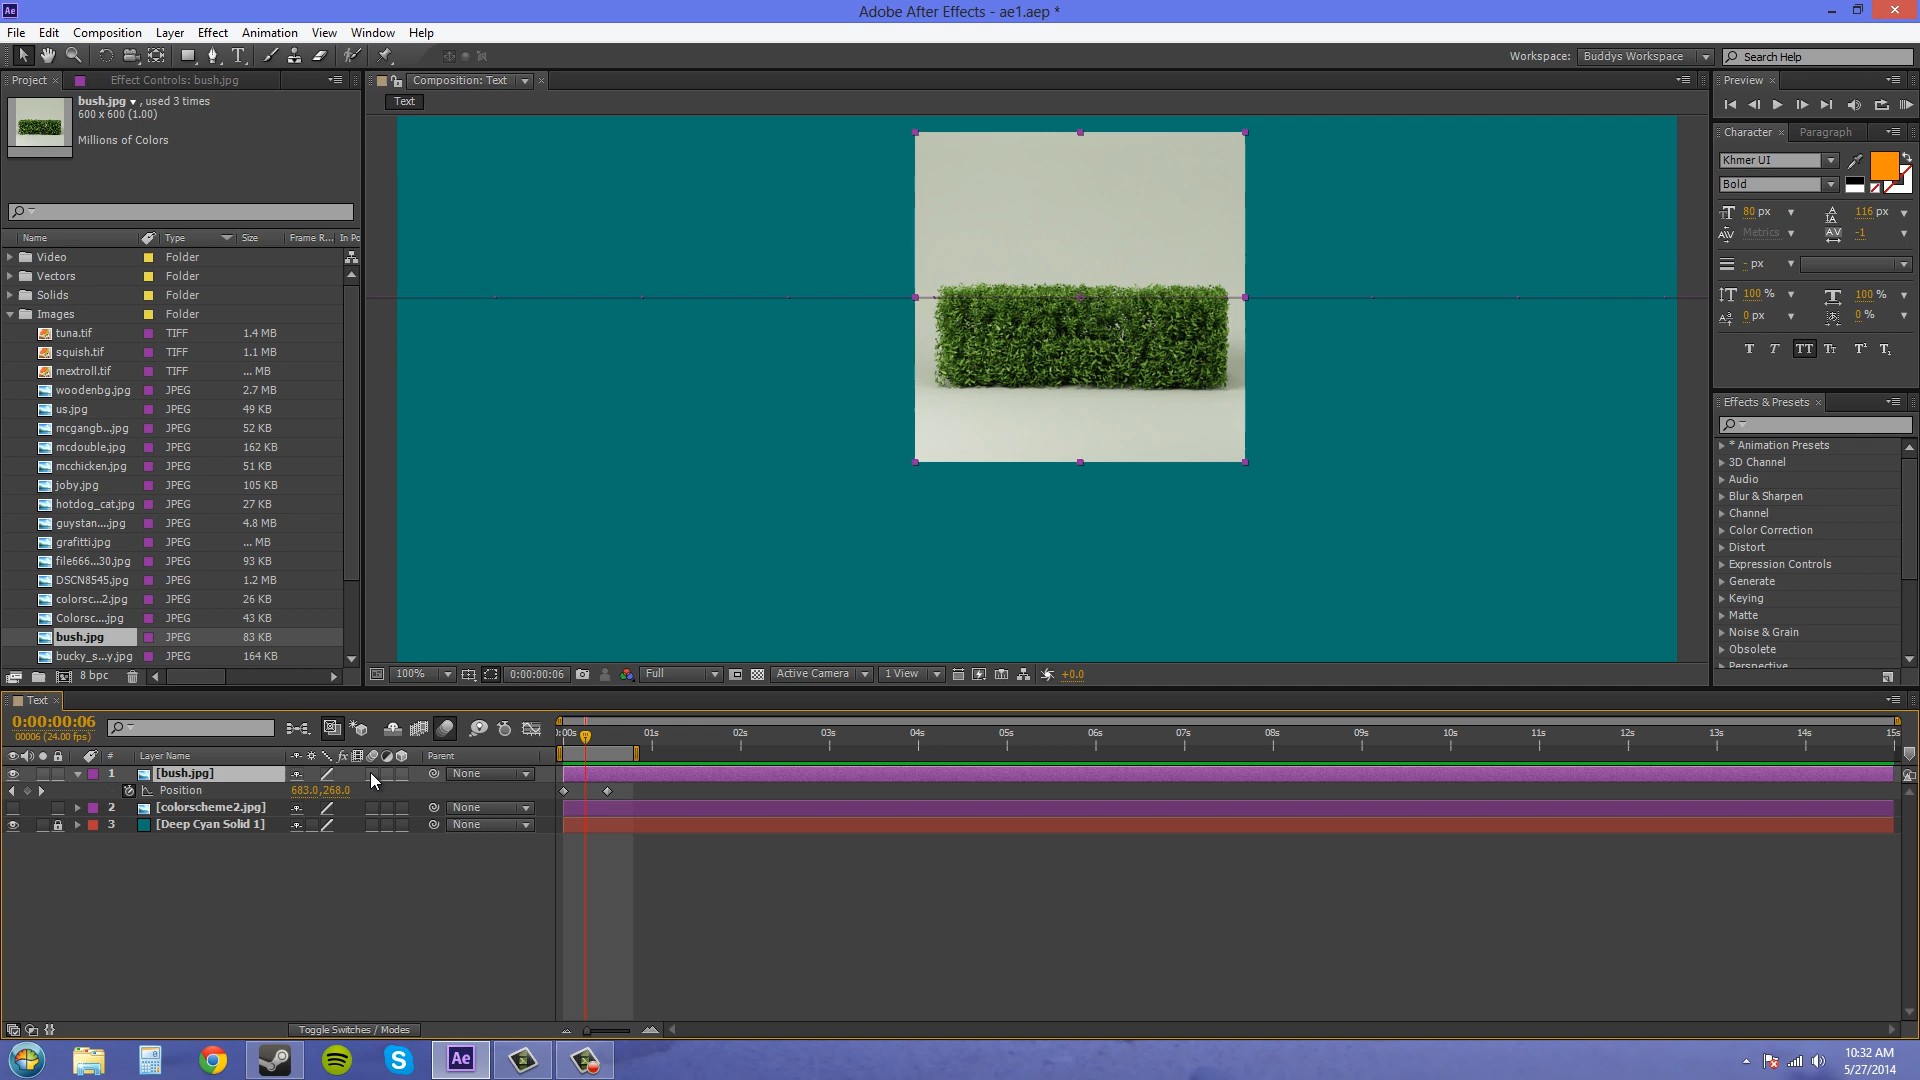 Ae
Adobe After Effects - ae1.aep *
File Edit Composition Layer Effect Animation View Window Help
Workspace: Buddys Workspace Search Help
Project Effect Controls: bush.jpg
Composition: Text
Text
bush.jpg , used 3 times
600 x 600 (1.00)
Millions of Colors
Name Type Size Frame R... In Po
Video Folder
Vectors Folder
Solids Folder
Images Folder
tuna.tif TIFF 1.4 MB
squish.tif TIFF 1.1 MB
mextroll.tif TIFF ... MB
woodenbg.jpg JPEG 2.7 MB
us.jpg JPEG 49 KB
mcgangb...jpg JPEG 52 KB
mcdouble.jpg JPEG 162 KB
mcchicken.jpg JPEG 51 KB
joby.jpg JPEG 105 KB
hotdog_cat.jpg JPEG 27 KB
guystan....jpg JPEG 4.8 MB
grafitti.jpg JPEG ... MB
file666...30.jpg JPEG 93 KB
DSCN8545.jpg JPEG 1.2 MB
colorsc...2.jpg JPEG 26 KB
Colorsc....jpg JPEG 43 KB
bush.jpg JPEG 83 KB
bucky_s...y.jpg JPEG 164 KB
8 bpc
100% 0:00:00:06 Full Active Camera 1 View +0.0
Preview
Character Paragraph
Khmer UI
Bold
80 px 116 px
Metrics -1
- px
100 % 100 %
0 px 0 %
T T TT Tr T¹ T₁
Effects & Presets
* Animation Presets
3D Channel
Audio
Blur & Sharpen
Channel
Color Correction
Distort
Expression Controls
Generate
Keying
Matte
Noise & Grain
Obsolete
Perspective
Text
0:00:00:06
00006 (24.00 fps)
# Layer Name fx Parent
:00s 01s 02s 03s 04s 05s 06s 07s 08s 09s 10s 11s 12s 13s 14s 15s
1 [bush.jpg] None
Position 683.0,268.0
2 [colorscheme2.jpg] None
3 [Deep Cyan Solid 1] None
Toggle Switches / Modes
Ae
10:32 AM
5/27/2014